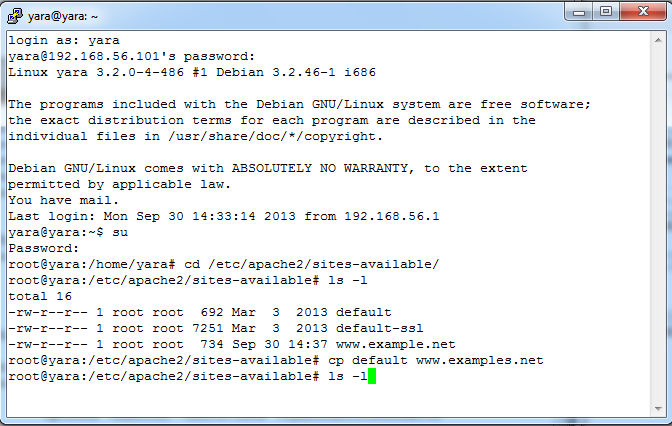 yara@yara: ~
login as: yara
yara@192.168.56.101's password:
Linux yara 3.2.0-4-486 #1 Debian 3.2.46-1 i686
The programs included with the Debian GNU/Linux system are free software;
the exact distribution terms for each program are described in the
individual files in /usr/share/doc/*/copyright.
Debian GNU/Linux comes with ABSOLUTELY NO WARRANTY, to the extent
permitted by applicable law.
You have mail.
Last login: Mon Sep 30 14:33:14 2013 from 192.168.56.1
yara@yara:~$ su
Password:
root@yara:/home/yara# cd /etc/apache2/sites-available/
root@yara:/etc/apache2/sites-available# ls -l
total 16
-rw-r--r-- 1 root root  692 Mar  3  2013 default
-rw-r--r-- 1 root root 7251 Mar  3  2013 default-ssl
-rw-r--r-- 1 root root  734 Sep 30 14:37 www.example.net
root@yara:/etc/apache2/sites-available# cp default www.examples.net
root@yara:/etc/apache2/sites-available# ls -l